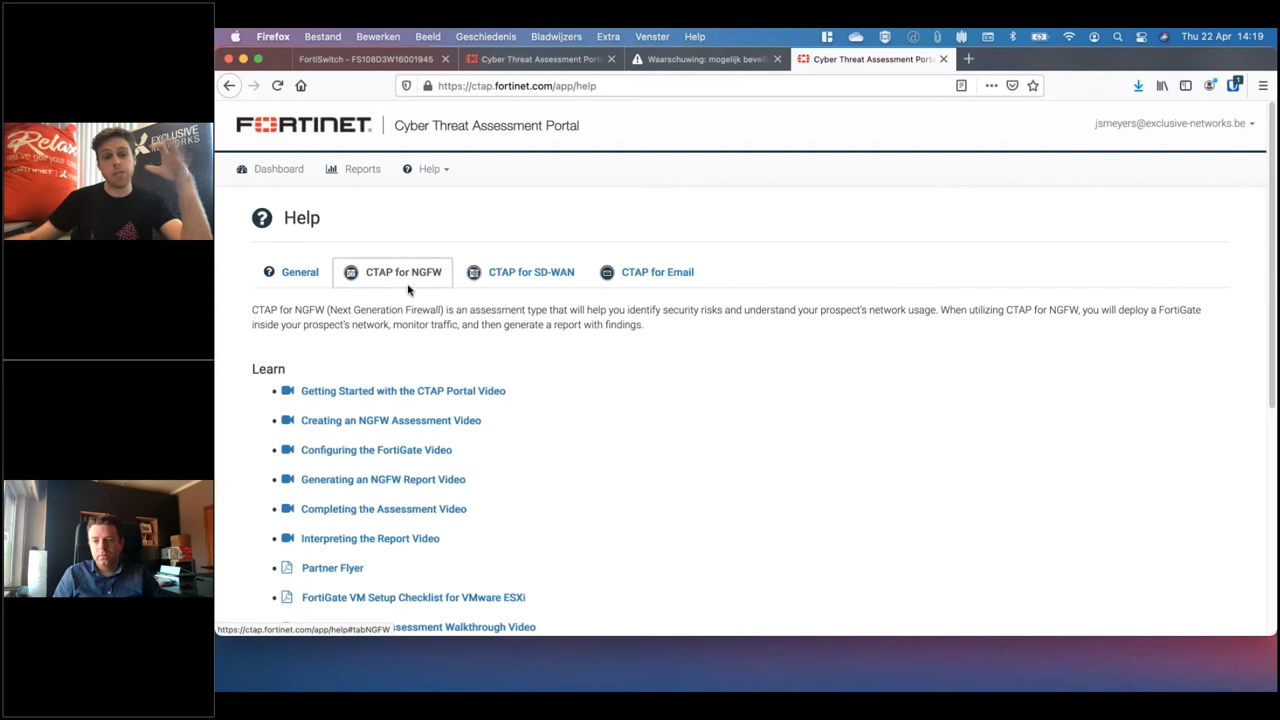 Firefox Bestand Bewerken Beeld Geschiedenis Bladwijzers Extra Venster Help Thu 22 Apr 14:19
FortiSwitch - FS108D3W16001945 Cyber Threat Assessment Port Waarschuwing: mogelijk bevei Cyber Threat Assessment Port
https://ctap.fortinet.com/app/help
FORTINET Cyber Threat Assessment Portal
jsmeyers@exclusive-networks.be
Dashboard Reports Help
Help
General CTAP for NGFW CTAP for SD-WAN CTAP for Email
CTAP for NGFW (Next Generation Firewall) is an assessment type that will help you identify security risks and understand your prospect's network usage. When utilizing CTAP for NGFW, you will deploy a FortiGate
inside your prospect's network, monitor traffic, and then generate a report with findings.
Learn
Getting Started with the CTAP Portal Video
Creating an NGFW Assessment Video
Configuring the FortiGate Video
Generating an NGFW Report Video
Completing the Assessment Video
Interpreting the Report Video
Partner Flyer
FortiGate VM Setup Checklist for VMware ESXi
ssessment Walkthrough Video
https://ctap.fortinet.com/app/help#tabNGFW
Relax
we've got your
EXCLUSIVE
NETWORKS